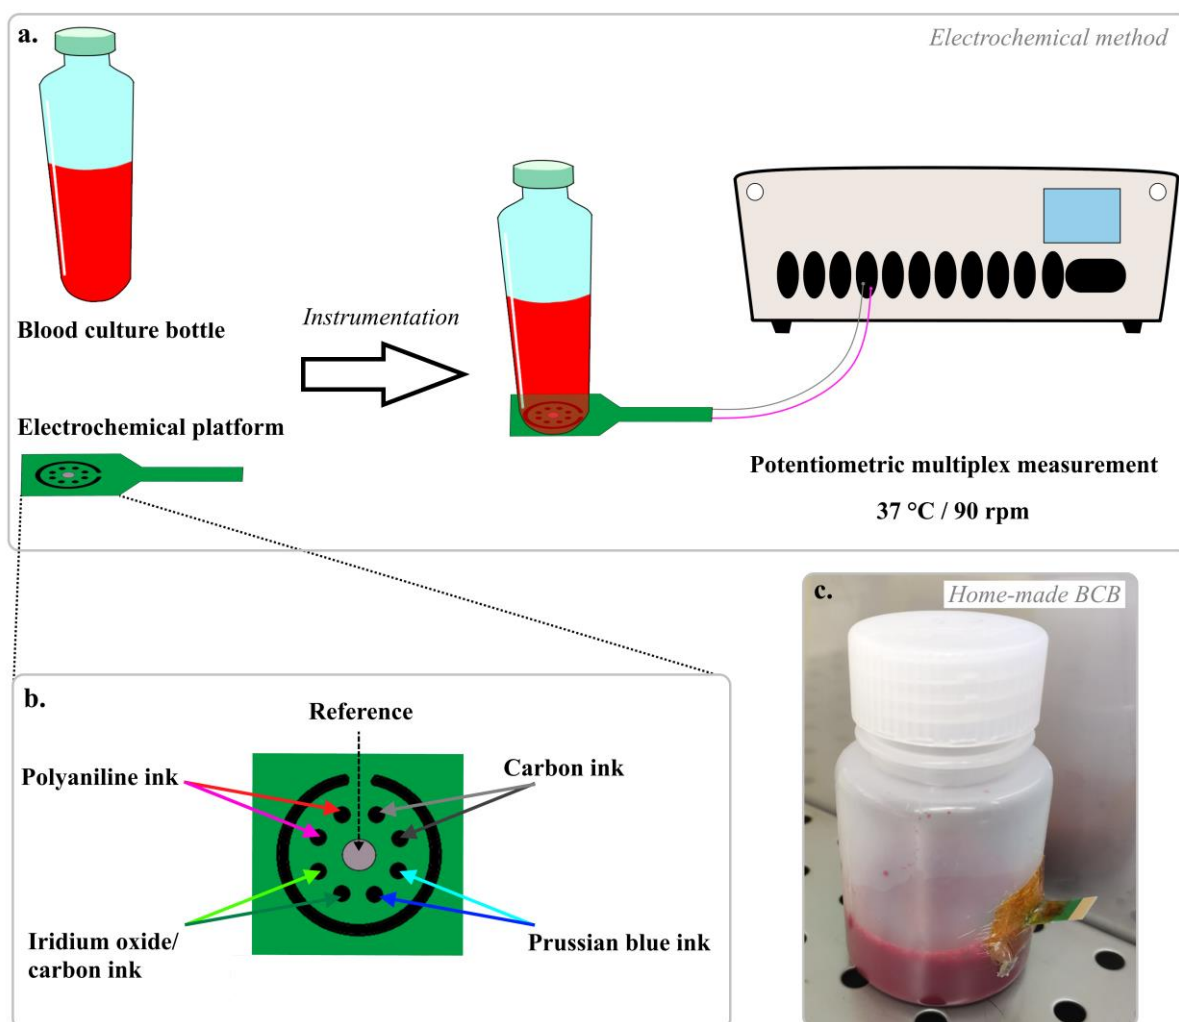 a.
Electrochemical method
Blood culture bottle
Instrumentation
Electrochemical platform
Potentiometric multiplex measurement
37 °C / 90 rpm
c.
Home-made BCB
b.
Reference
Polyaniline ink
Carbon ink
Iridium oxide/
carbon ink
Prussian blue ink